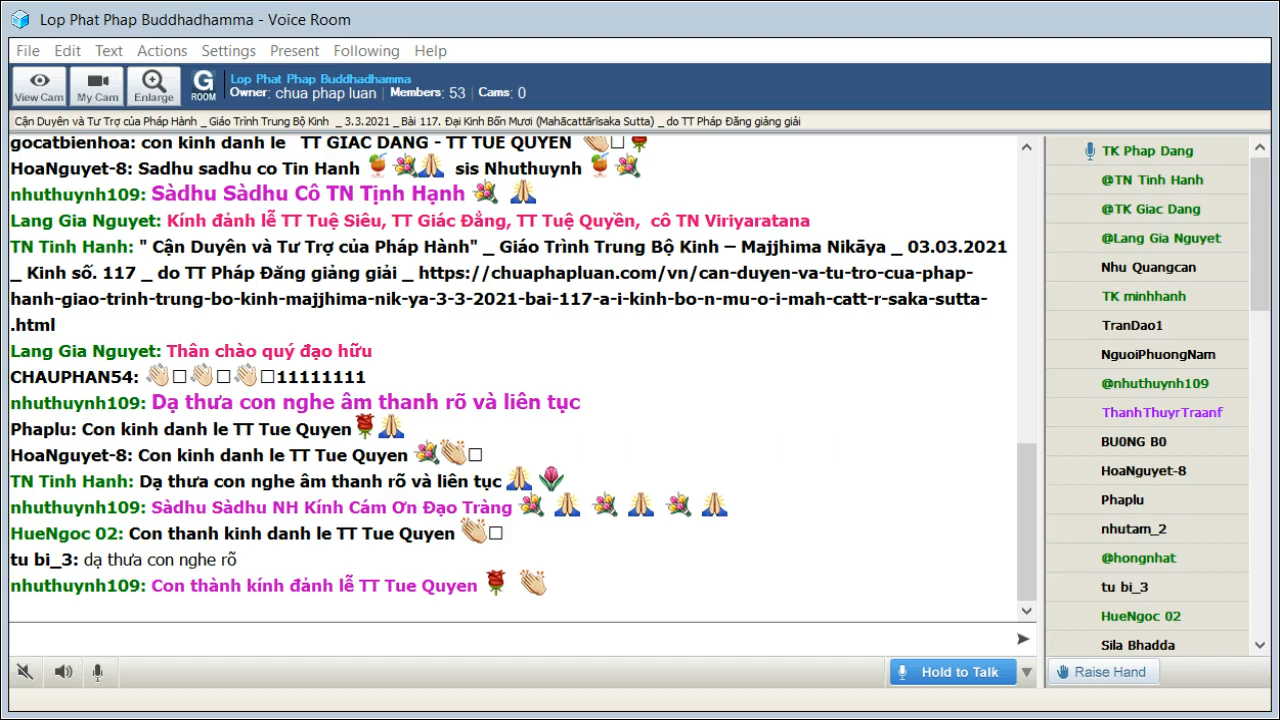 Lop Phat Phap Buddhadhamma - Voice Room
File Edit Text Actions Settings Present Following Help
View Cam My Cam Enlarge G ROOM
Lop Phat Phap Buddhadhamma
Owner: chua phap luan | Members: 53 | Cams: 0
Cận Duyên và Tư Trợ của Pháp Hành _ Giáo Trình Trung Bộ Kinh _ 3.3.2021 _ Bài 117. Đại Kinh Bốn Mươi (Mahācattārīsaka Sutta) _ do TT Pháp Đăng giảng giải
gocatbienhoa: con kinh danh le TT GIAC DANG - TT TUE QUYEN
HoaNguyet-8: Sadhu sadhu co Tin Hanh sis Nhuthuynh
nhuthuynh109: Sàdhu Sàdhu Cô TN Tịnh Hạnh
Lang Gia Nguyet: Kính đảnh lễ TT Tuệ Siêu, TT Giác Đẳng, TT Tuệ Quyền, cô TN Viriyaratana
TN Tinh Hanh: " Cận Duyên và Tư Trợ của Pháp Hành" _ Giáo Trình Trung Bộ Kinh – Majjhima Nikāya _ 03.03.2021
_ Kinh số. 117 _ do TT Pháp Đăng giảng giải _ https://chuaphapluan.com/vn/can-duyen-va-tu-tro-cua-phap-
hanh-giao-trinh-trung-bo-kinh-majjhima-nik-ya-3-3-2021-bai-117-a-i-kinh-bo-n-mu-o-i-mah-catt-r-saka-sutta-
.html
Lang Gia Nguyet: Thân chào quý đạo hữu
CHAUPHAN54: 11111111
nhuthuynh109: Dạ thưa con nghe âm thanh rõ và liên tục
Phaplu: Con kinh danh le TT Tue Quyen
HoaNguyet-8: Con kinh danh le TT Tue Quyen
TN Tinh Hanh: Dạ thưa con nghe âm thanh rõ và liên tục
nhuthuynh109: Sàdhu Sàdhu NH Kính Cám Ơn Đạo Tràng
HueNgoc 02: Con thanh kinh danh le TT Tue Quyen
tu bi_3: dạ thưa con nghe rõ
nhuthuynh109: Con thành kính đảnh lễ TT Tue Quyen
Hold to Talk
TK Phap Dang
@TN Tinh Hanh
@TK Giac Dang
@Lang Gia Nguyet
Nhu Quangcan
TK minhhanh
TranDao1
NguoiPhuongNam
@nhuthuynh109
ThanhThuyrTraanf
BU0NG B0
HoaNguyet-8
Phaplu
nhutam_2
@hongnhat
tu bi_3
HueNgoc 02
Sila Bhadda
Raise Hand